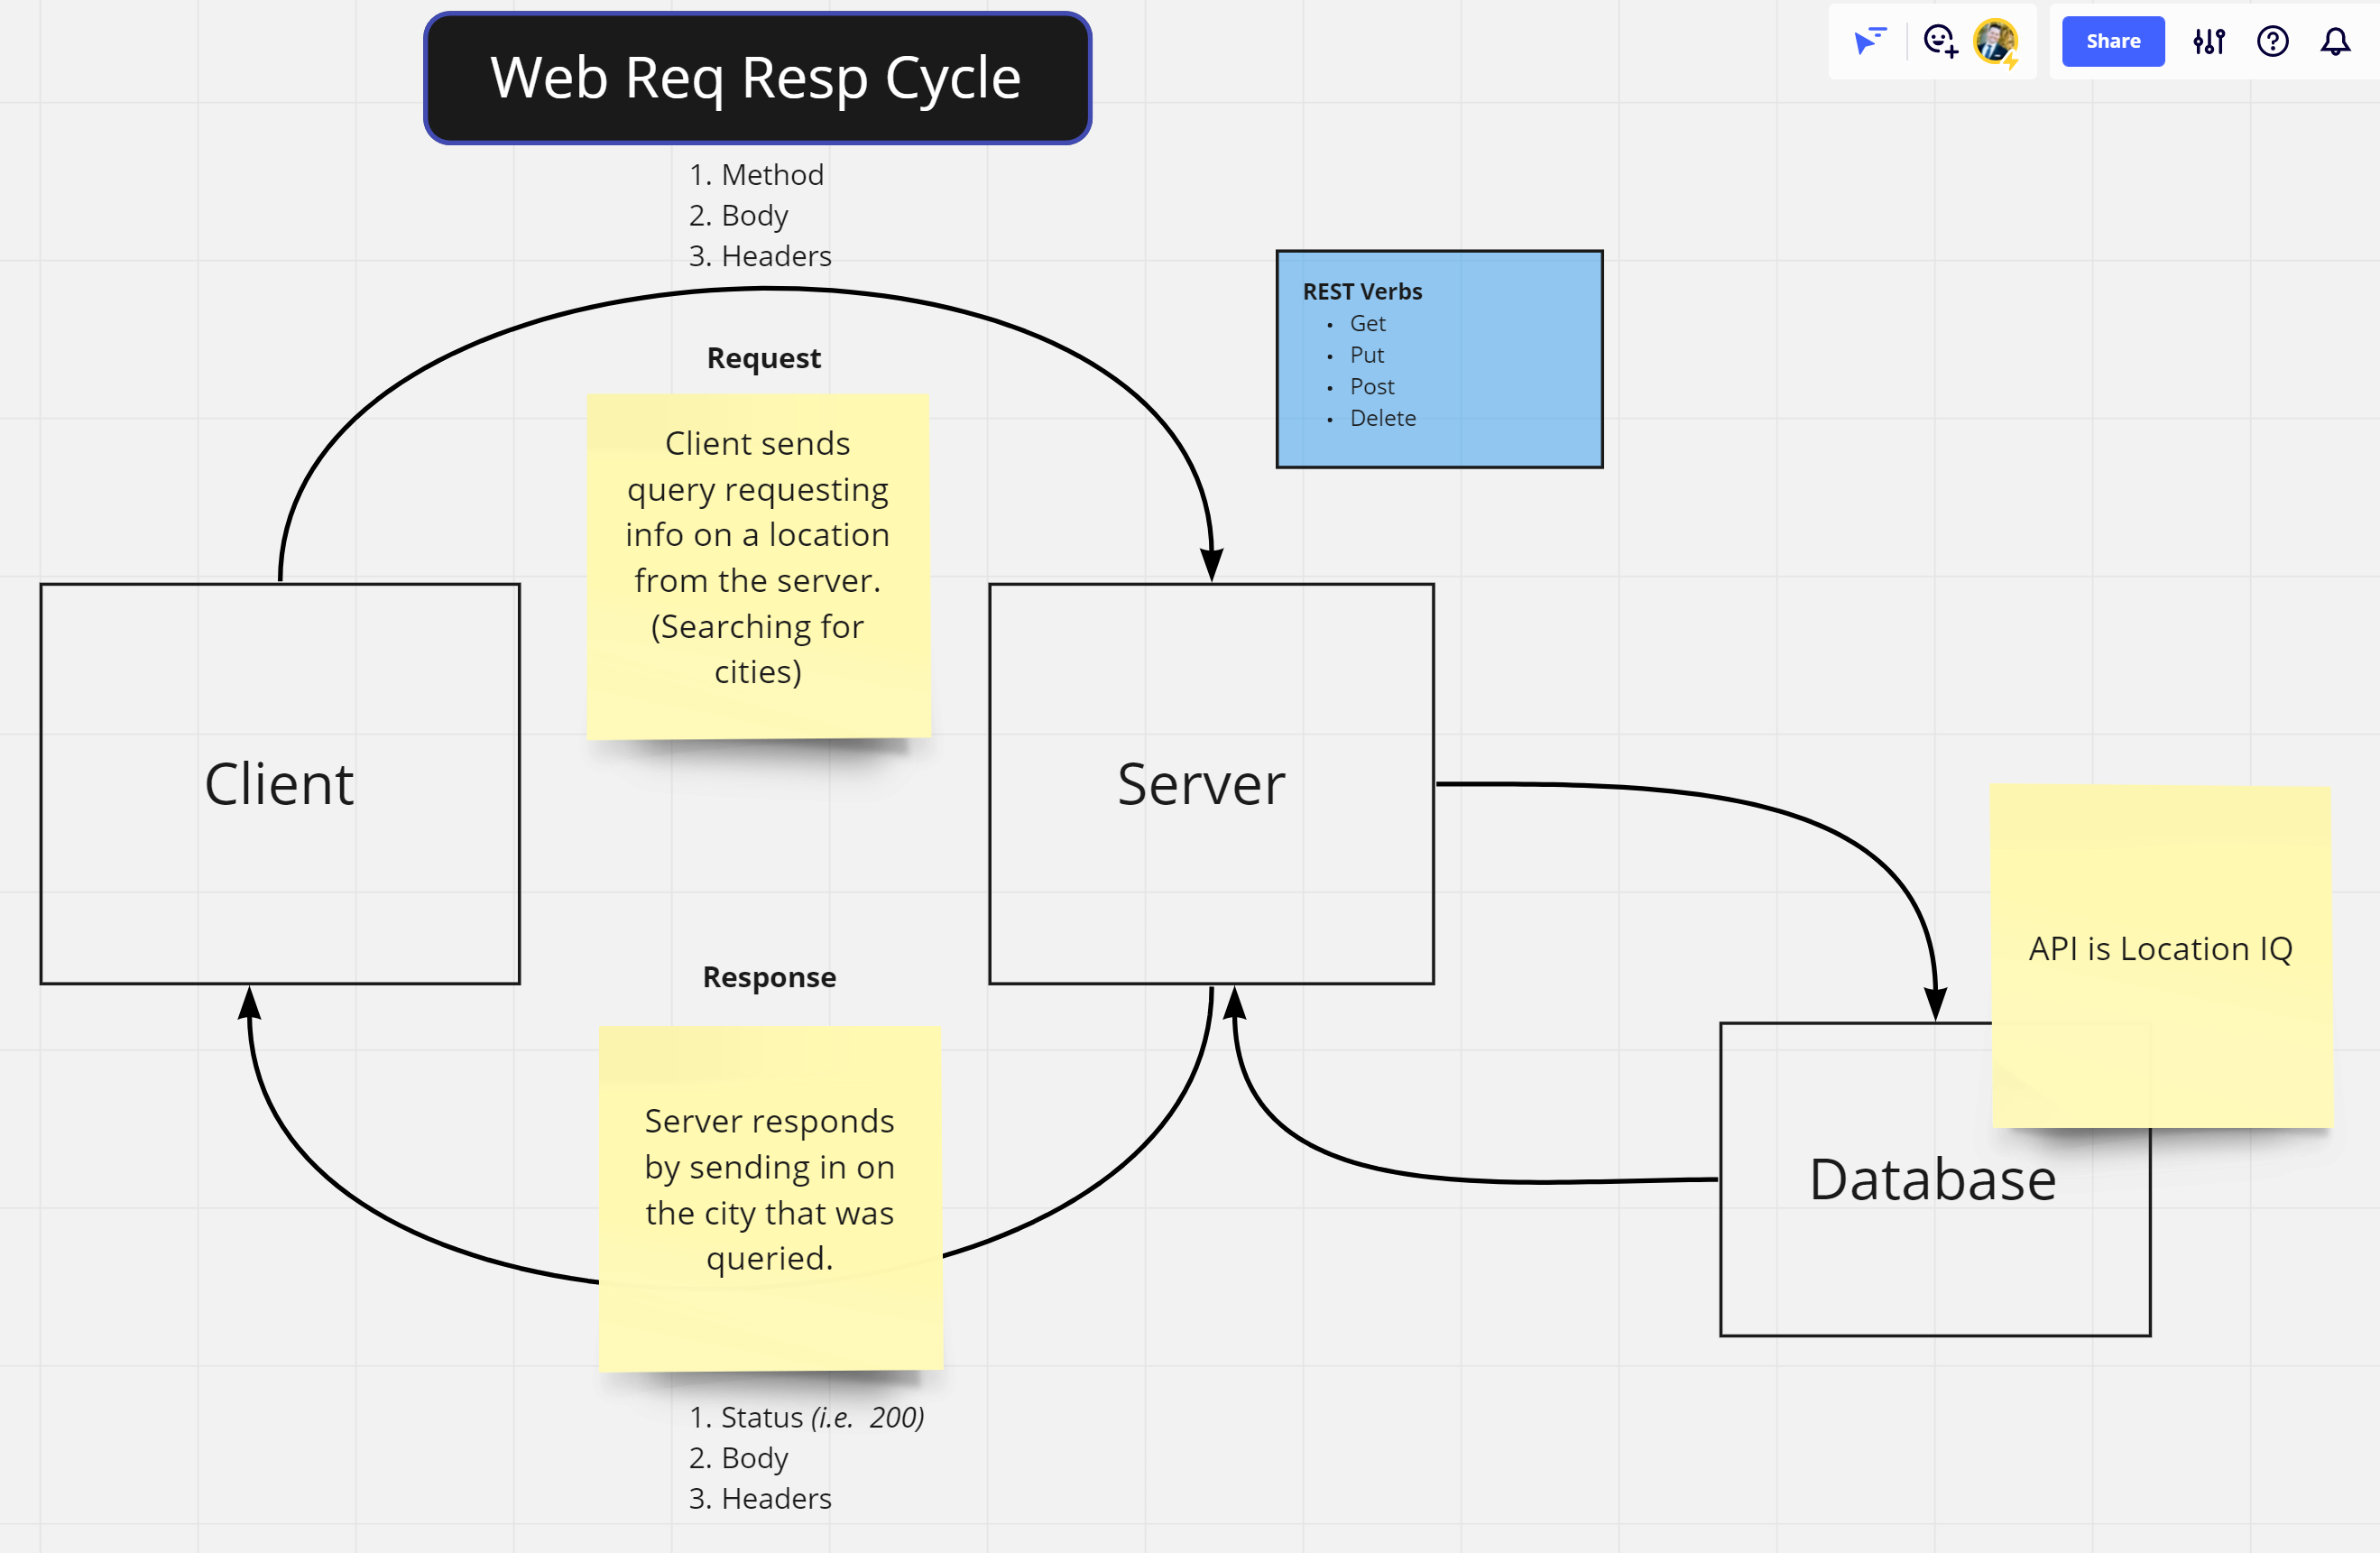 Web Req Resp Cycle
Share
1. Method
2. Body
3. Headers
REST Verbs
• Get
• Put
• Post
• Delete
Request
Client sends
query requesting
info on a location
from the server.
(Searching for
cities)
Client
Server
API is Location IQ
Response
Server responds
by sending in on
the city that was
queried.
Database
1. Status (i.e.  200)
2. Body
3. Headers